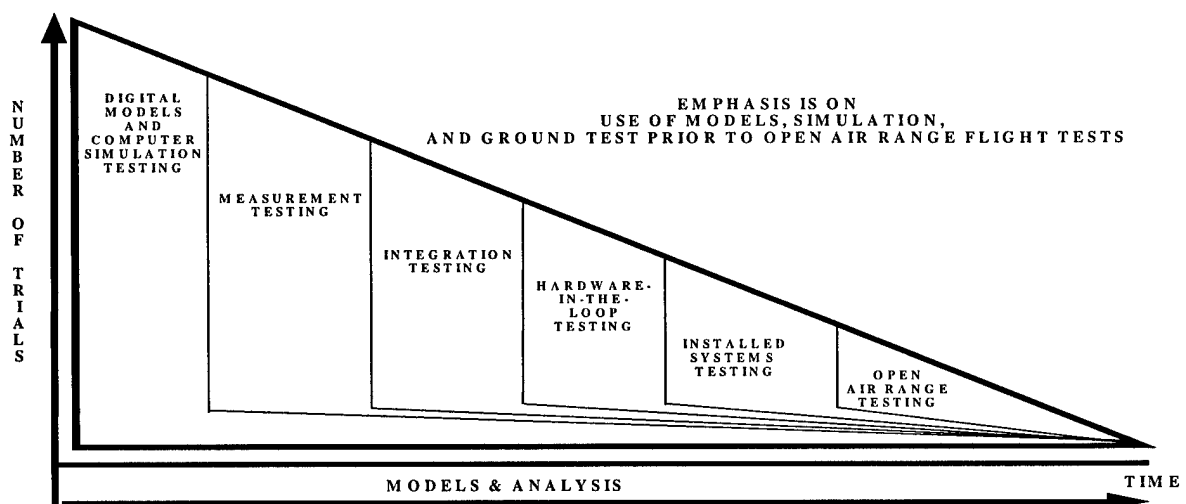 NUMBER OF TRIALS
DIGITAL
MODELS
AND
COMPUTER
SIMULATION
TESTING
EMPHASIS IS ON
USE OF MODELS, SIMULATION,
AND GROUND TEST PRIOR TO OPEN AIR RANGE FLIGHT TESTS
MEASUREMENT
TESTING
INTEGRATION
TESTING
HARDWARE-
IN-THE-
LOOP
TESTING
INSTALLED
SYSTEMS
TESTING
OPEN
AIR RANGE
TESTING
MODELS & ANALYSIS
TIME